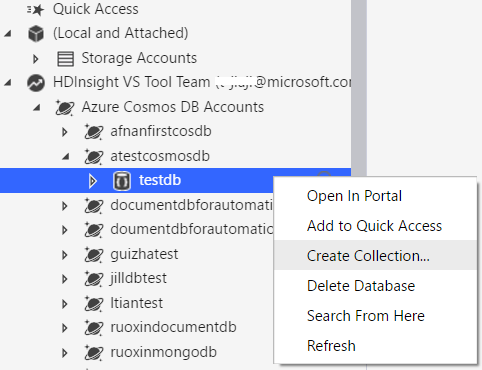 Quick Access
(Local and Attached)
Storage Accounts
HDInsight VS Tool Team @microsoft.con
Azure Cosmos DB Accounts
afnanfirstcosdb
atestcosmosdb
testdb
documentdbforautomati
doumentdbforautomatic
guizhatest
jilldbtest
ltiantest
ruoxindocumentdb
ruoxinmongodb
Open In Portal
Add to Quick Access
Create Collection...
Delete Database
Search From Here
Refresh